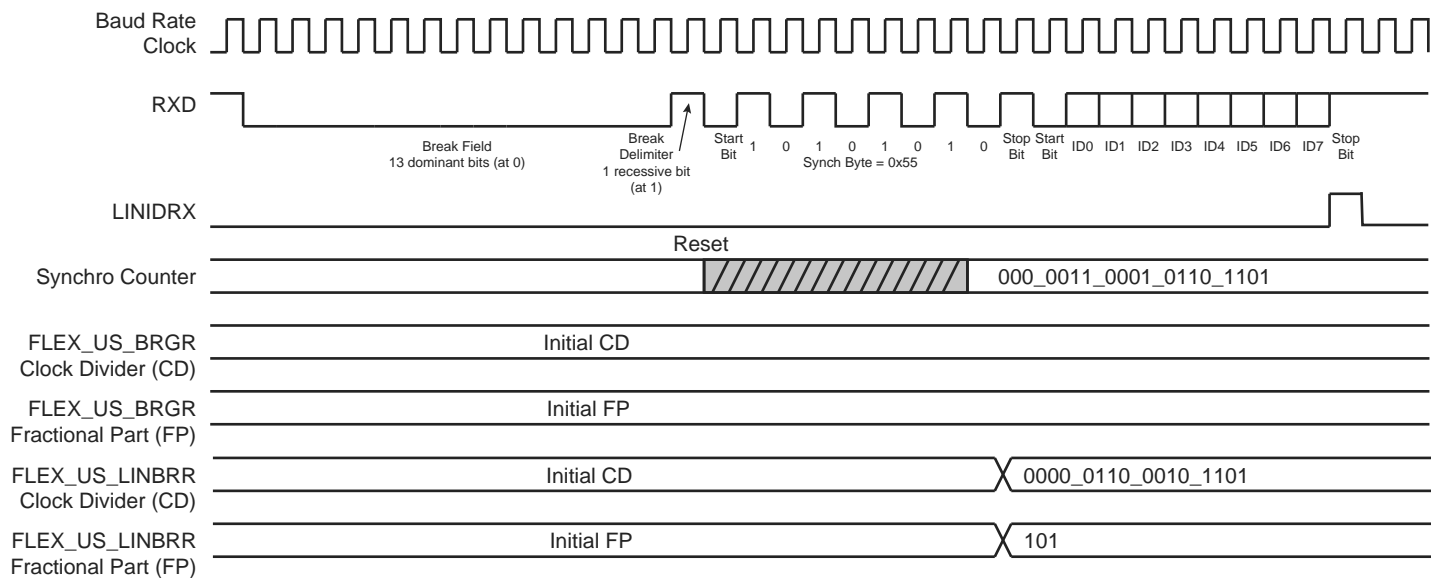 Baud Rate
Clock
RXD
Break Field
13 dominant bits (at 0)
Break
Delimiter
1 recessive bit
(at 1)
Start
Bit
1 0 1 0 1 0 1 0
Stop
Bit
Start
Bit
ID0 ID1 ID2 ID3 ID4 ID5 ID6 ID7
Stop
Bit
Synch Byte = 0x55
LINIDRX
Reset
Synchro Counter
000_0011_0001_0110_1101
FLEX_US_BRGR
Clock Divider (CD)
Initial CD
FLEX_US_BRGR
Fractional Part (FP)
Initial FP
FLEX_US_LINBRR
Clock Divider (CD)
Initial CD
0000_0110_0010_1101
FLEX_US_LINBRR
Fractional Part (FP)
Initial FP
101